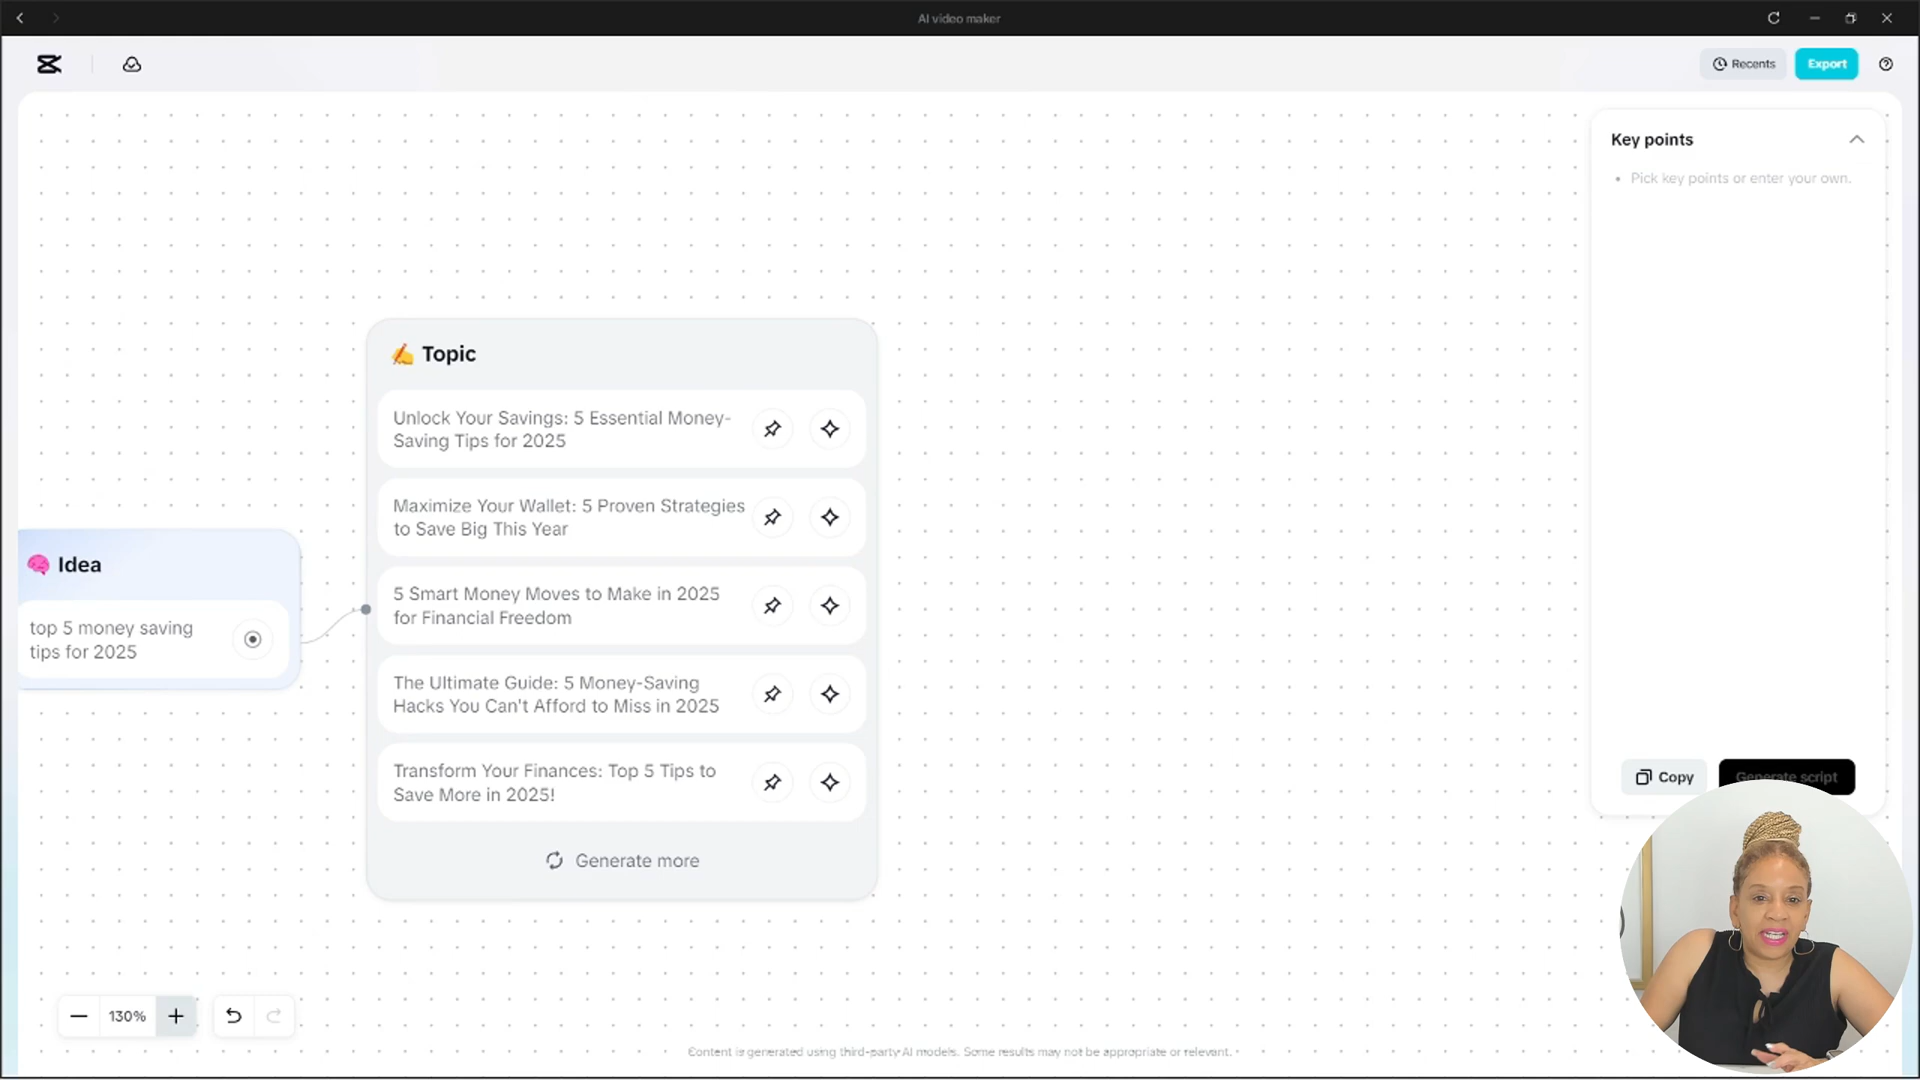 AI video maker
Recents
Export
Key points
Pick key points or enter your own.
✍️ Topic
Unlock Your Savings: 5 Essential Money-
Saving Tips for 2025
Maximize Your Wallet: 5 Proven Strategies
to Save Big This Year
5 Smart Money Moves to Make in 2025
for Financial Freedom
The Ultimate Guide: 5 Money-Saving
Hacks You Can't Afford to Miss in 2025
Transform Your Finances: Top 5 Tips to
Save More in 2025!
Generate more
🧠 Idea
top 5 money saving
tips for 2025
Copy
Generate script
130%
Content is generated using third-party AI models. Some results may not be appropriate or relevant.